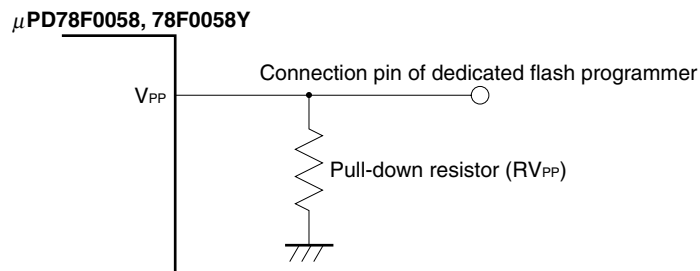 μPD78F0058, 78F0058Y
Connection pin of dedicated flash programmer
VPP
Pull-down resistor (RVPP)